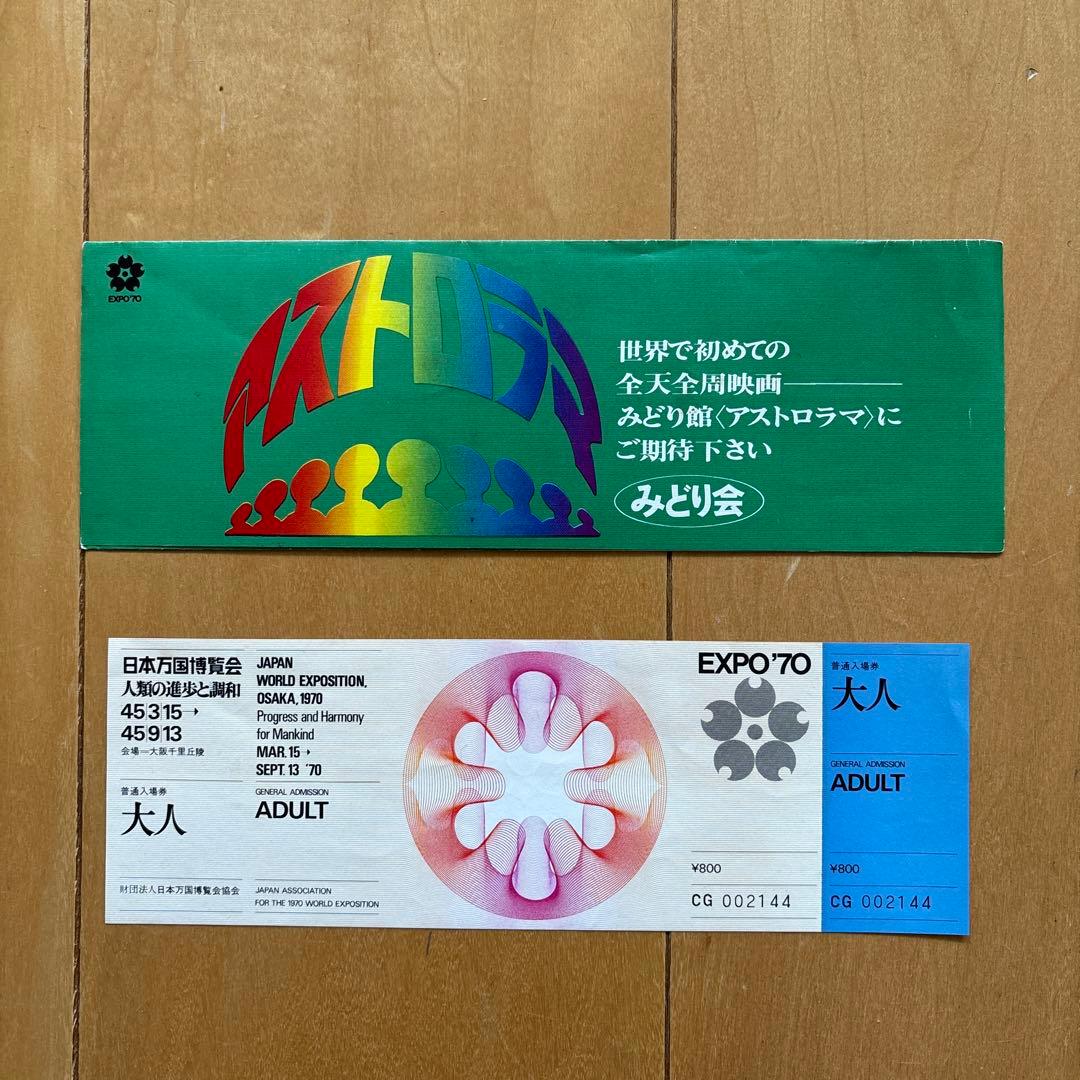 EXPO'70
アストロラマ
世界で初めての
全天全周映画――――
みどり館〈アストロラマ〉に
ご期待下さい
みどり会
日本万国博覧会
人類の進歩と調和
45|3|15→
45|9|13
会場=大阪千里丘陵
普通入場券
大人
財団法人日本万国博覧会協会
JAPAN
WORLD EXPOSITION,
OSAKA, 1970
Progress and Harmony
for Mankind
MAR. 15→
SEPT. 13 '70
GENERAL ADMISSION
ADULT
JAPAN ASSOCIATION
FOR THE 1970 WORLD EXPOSITION
EXPO'70
¥800
CG 002144
普通入場券
大人
GENERAL ADMISSION
ADULT
¥800
CG 002144